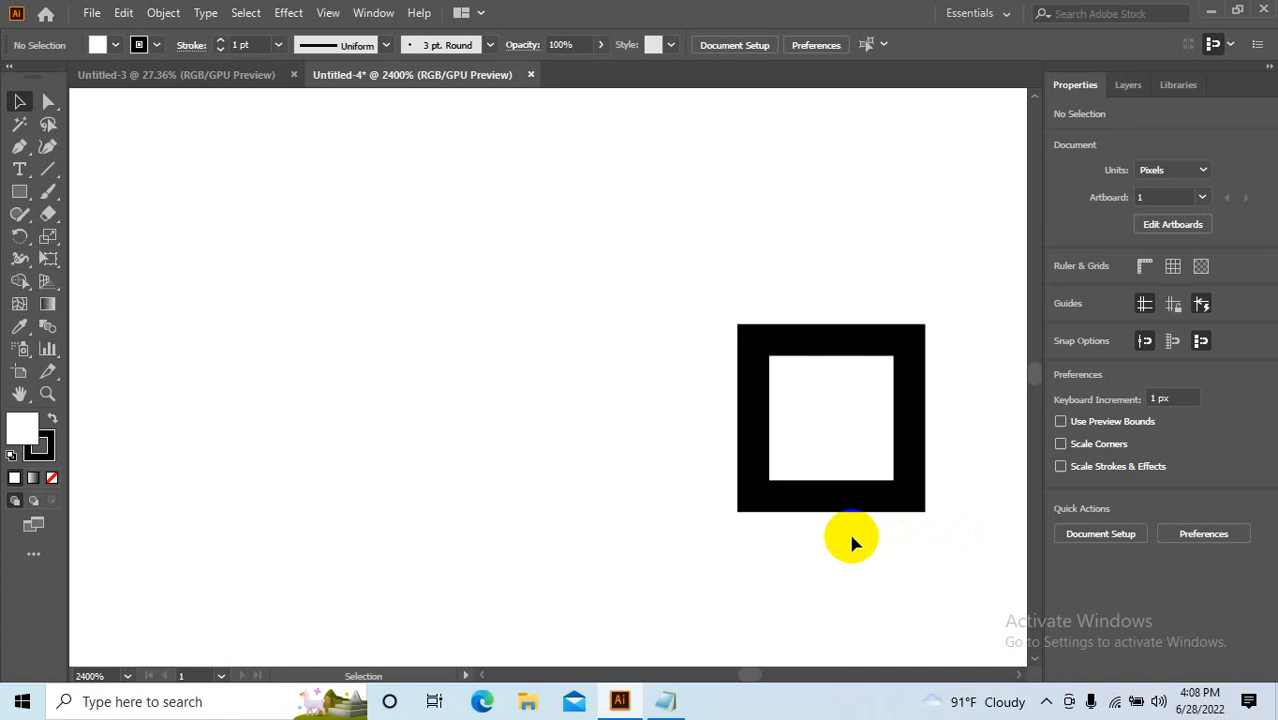 Ai File Edit Object Type Select Effect View Window Help Essentials Search Adobe Stock
No Selection Stroke: 1 pt Uniform 3 pt. Round Opacity: 100% Style: Document Setup Preferences
Untitled-3 @ 27.36% (RGB/GPU Preview) Untitled-4* @ 2400% (RGB/GPU Preview)
Properties Layers Libraries
No Selection
Document
Units: Pixels
Artboard: 1
Edit Artboards
Ruler & Grids
Guides
Snap Options
Preferences
Keyboard Increment: 1 px
Use Preview Bounds
Scale Corners
Scale Strokes & Effects
Quick Actions
Document Setup Preferences
Activate Windows
Go to Settings to activate Windows.
2400% 1 Selection
Type here to search Ai 91°F Cloudy 4:08 PM
6/28/2022